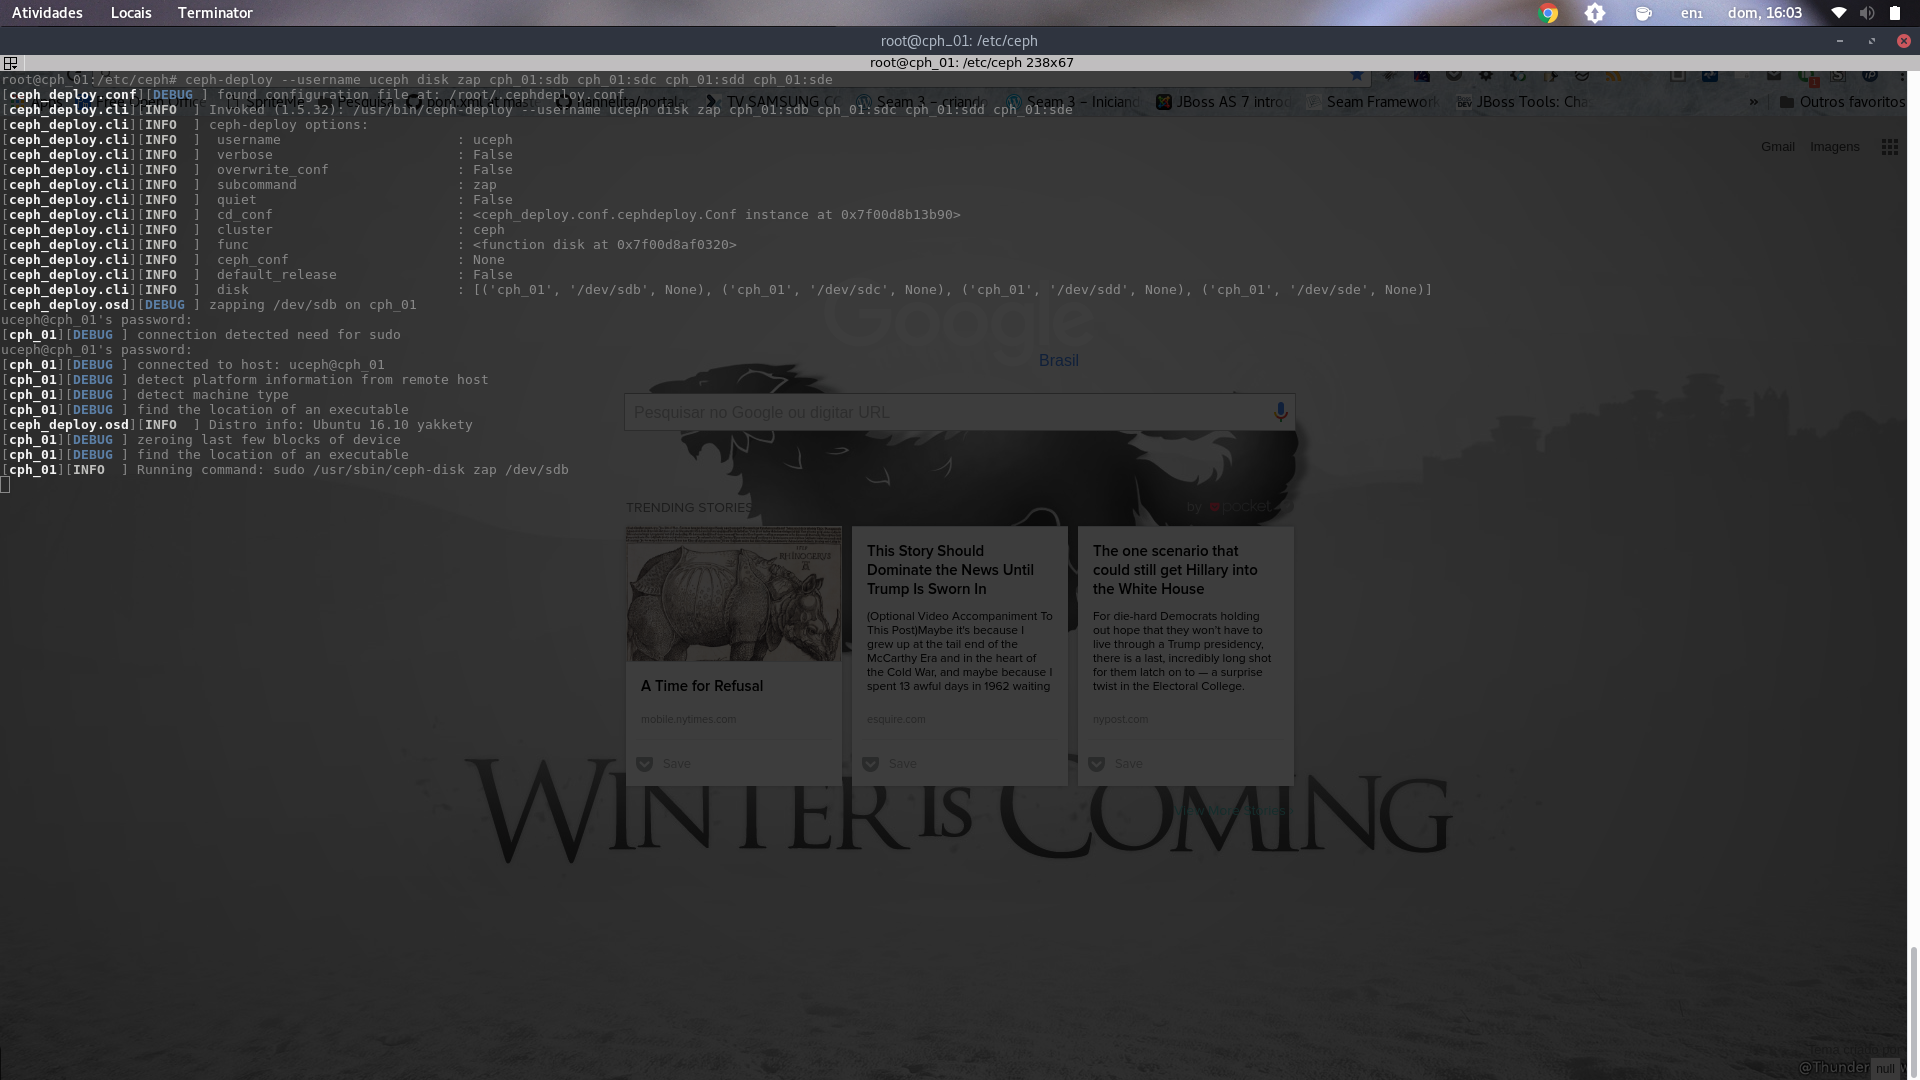 Atividades Locais Terminator en₁ dom, 16:03
root@cph_01: /etc/ceph
root@cph_01: /etc/ceph 238x67
root@cph_01:/etc/ceph# ceph-deploy --username uceph disk zap cph_01:sdb cph_01:sdc cph_01:sdd cph_01:sde
[ceph_deploy.conf][DEBUG ] found configuration file at: /root/.cephdeploy.conf
[ceph_deploy.cli][INFO  ] Invoked (1.5.32): /usr/bin/ceph-deploy --username uceph disk zap cph_01:sdb cph_01:sdc cph_01:sdd cph_01:sde
[ceph_deploy.cli][INFO  ] ceph-deploy options:
[ceph_deploy.cli][INFO  ]  username                      : uceph
[ceph_deploy.cli][INFO  ]  verbose                       : False
[ceph_deploy.cli][INFO  ]  overwrite_conf                : False
[ceph_deploy.cli][INFO  ]  subcommand                    : zap
[ceph_deploy.cli][INFO  ]  quiet                         : False
[ceph_deploy.cli][INFO  ]  cd_conf                       : <ceph_deploy.conf.cephdeploy.Conf instance at 0x7f00d8b13b90>
[ceph_deploy.cli][INFO  ]  cluster                       : ceph
[ceph_deploy.cli][INFO  ]  func                          : <function disk at 0x7f00d8af0320>
[ceph_deploy.cli][INFO  ]  ceph_conf                     : None
[ceph_deploy.cli][INFO  ]  default_release               : False
[ceph_deploy.cli][INFO  ]  disk                          : [('cph_01', '/dev/sdb', None), ('cph_01', '/dev/sdc', None), ('cph_01', '/dev/sdd', None), ('cph_01', '/dev/sde', None)]
[ceph_deploy.osd][DEBUG ] zapping /dev/sdb on cph_01
uceph@cph_01's password:
[cph_01][DEBUG ] connection detected need for sudo
uceph@cph_01's password:
[cph_01][DEBUG ] connected to host: uceph@cph_01
[cph_01][DEBUG ] detect platform information from remote host
[cph_01][DEBUG ] detect machine type
[cph_01][DEBUG ] find the location of an executable
[ceph_deploy.osd][INFO  ] Distro info: Ubuntu 16.10 yakkety
[cph_01][DEBUG ] zeroing last few blocks of device
[cph_01][DEBUG ] find the location of an executable
[cph_01][INFO  ] Running command: sudo /usr/sbin/ceph-disk zap /dev/sdb
SpriteMe Pesquisa pom.xml at mast hannelita/portal TV SAMSUNG Seam 3 – criand Seam 3 – Iniciand JBoss AS 7 introd Seam Framework JBoss Tools: Cha » Outros favoritos
Gmail Imagens
Google
Brasil
Pesquisar no Google ou digitar URL
TRENDING STORIES by pocket
A Time for Refusal
mobile.nytimes.com
Save
This Story Should
Dominate the News Until
Trump Is Sworn In
(Optional Video Accompaniment To
This Post)Maybe it's because I
grew up at the tail end of the
McCarthy Era and in the heart of
the Cold War, and maybe because I
spent 13 awful days in 1962 waiting
esquire.com
Save
The one scenario that
could still get Hillary into
the White House
For die-hard Democrats holding
out hope that they won't have to
live through a Trump presidency,
there is a last, incredibly long shot
for them latch on to — a surprise
twist in the Electoral College.
nypost.com
Save
View More Stories
WINTER IS COMING
@Thunder
null